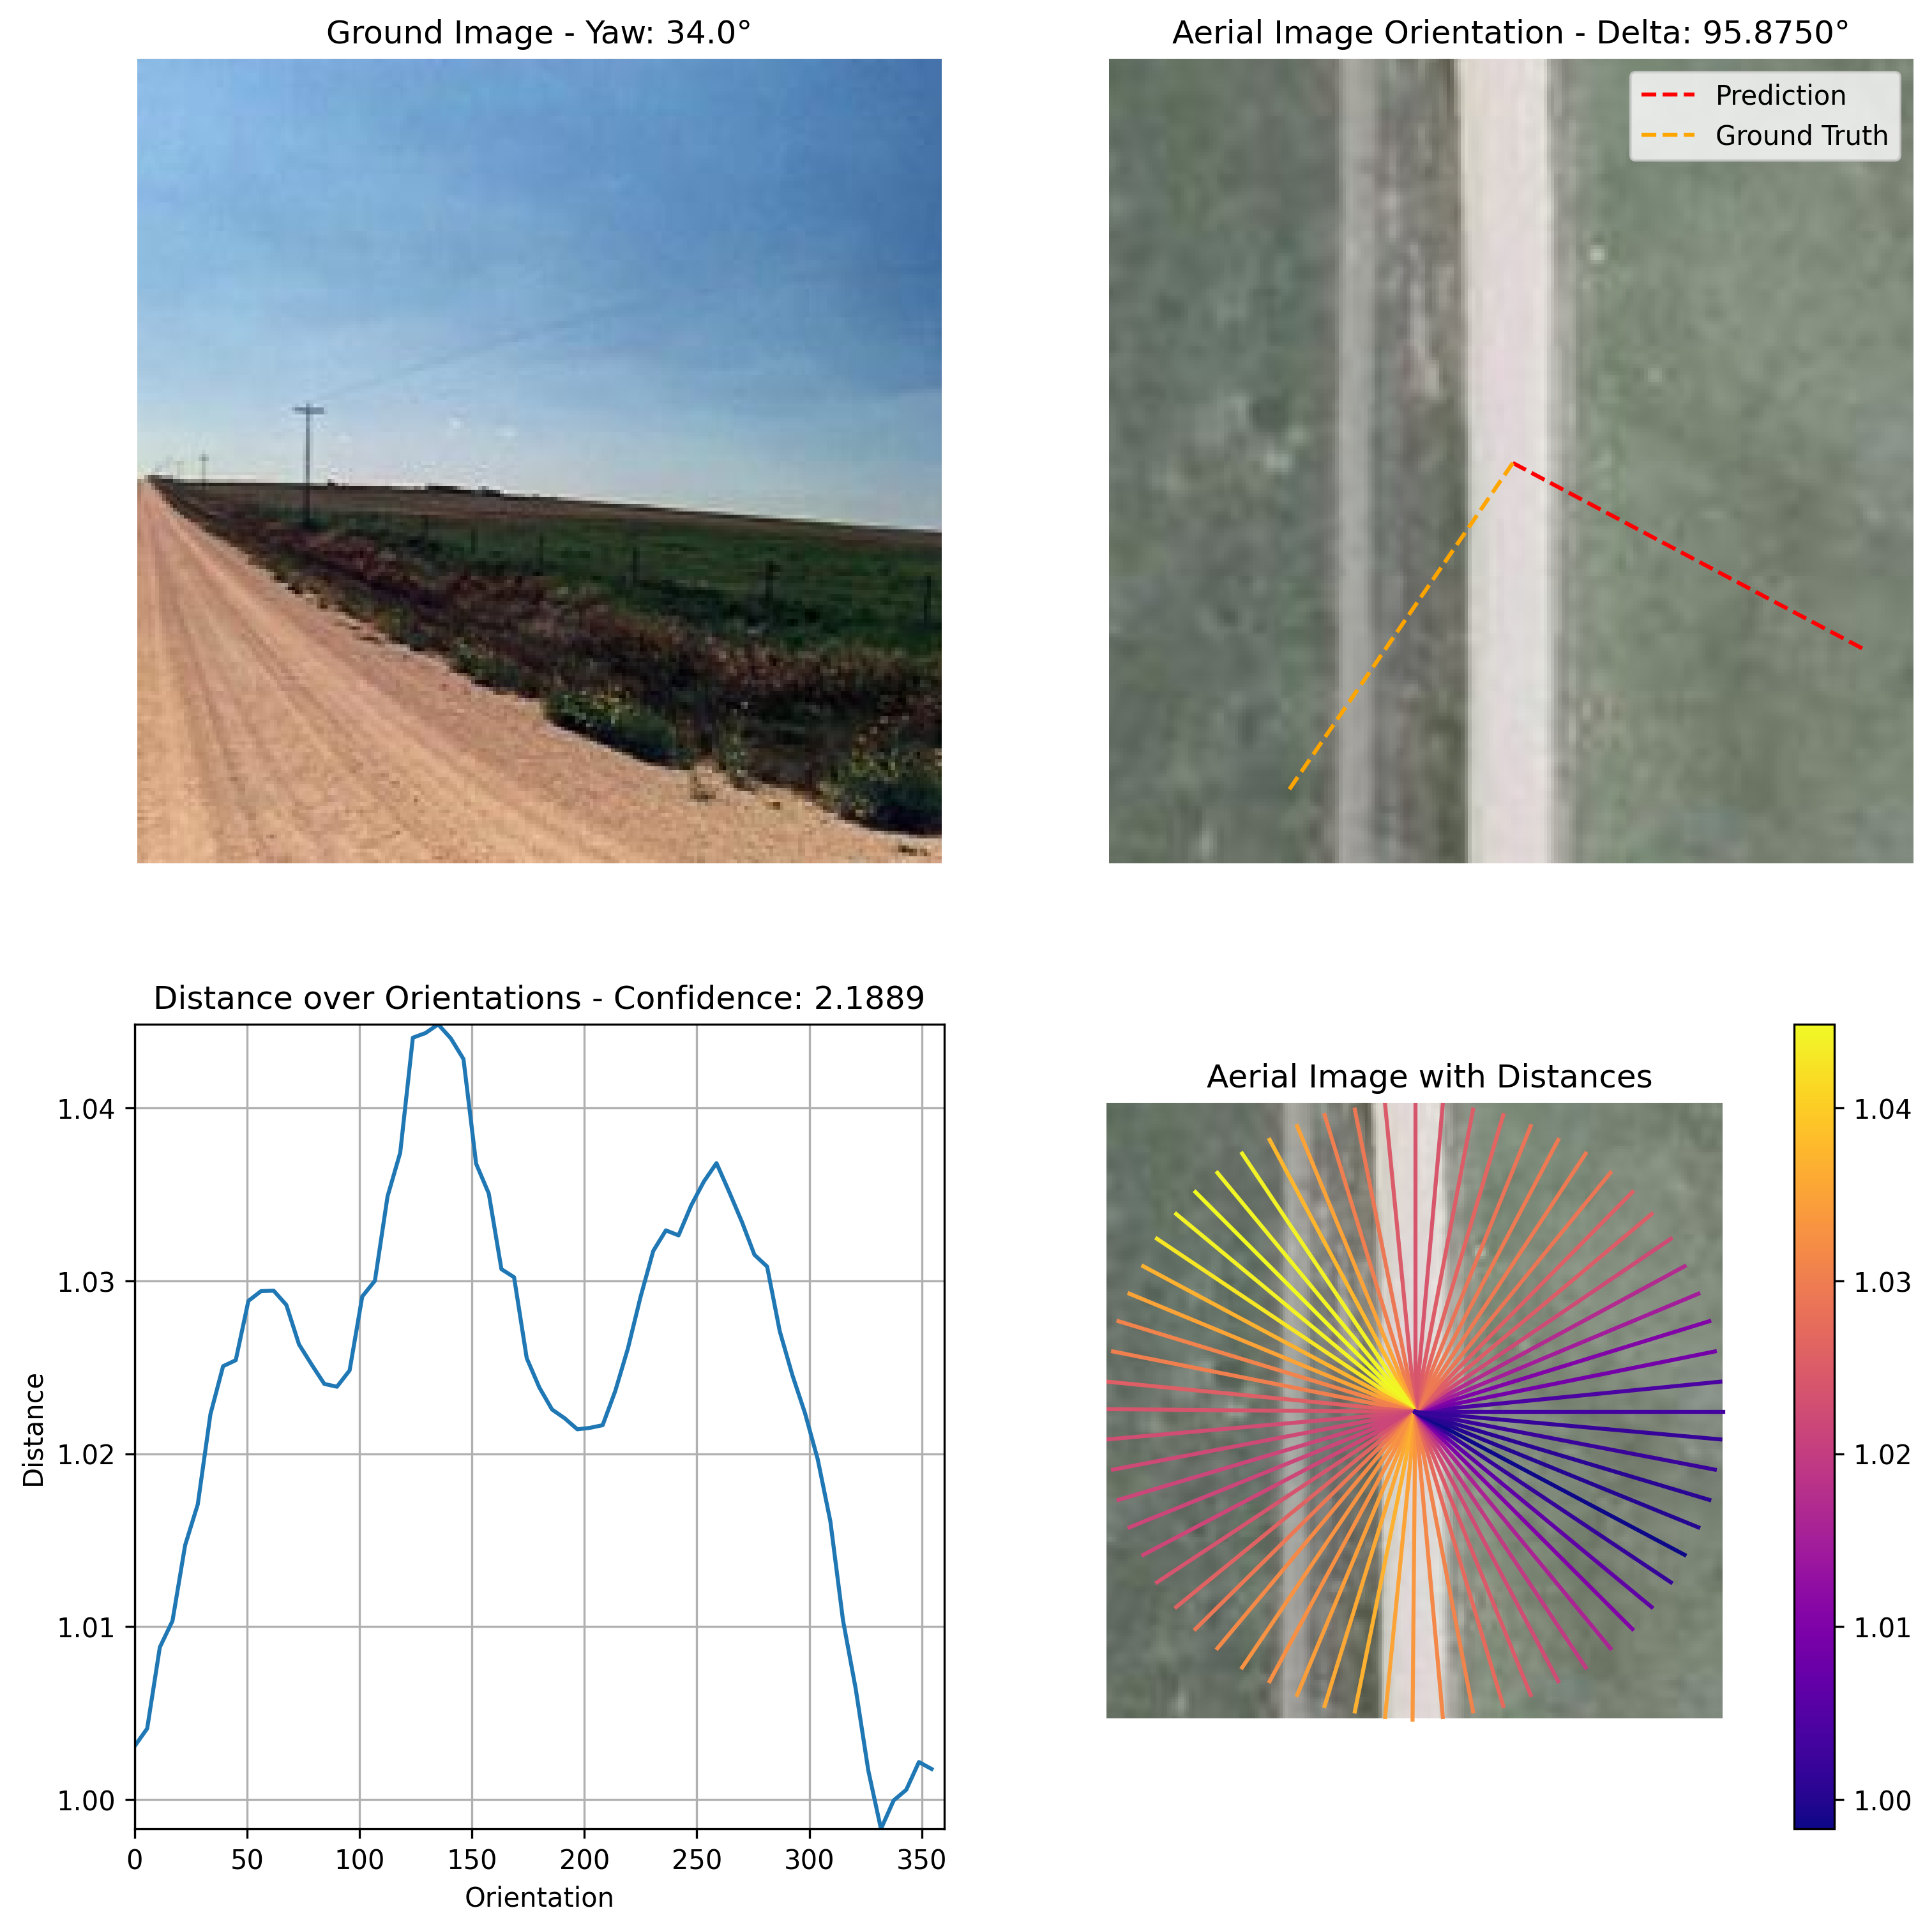 Ground Image - Yaw: 34.0°
Aerial Image Orientation - Delta: 95.8750°
Prediction
Ground Truth
Distance over Orientations - Confidence: 2.1889
1.04
1.03
1.02
1.01
1.00
Distance
0 50 100 150 200 250 300 350
Orientation
Aerial Image with Distances
1.04
1.03
1.02
1.01
1.00